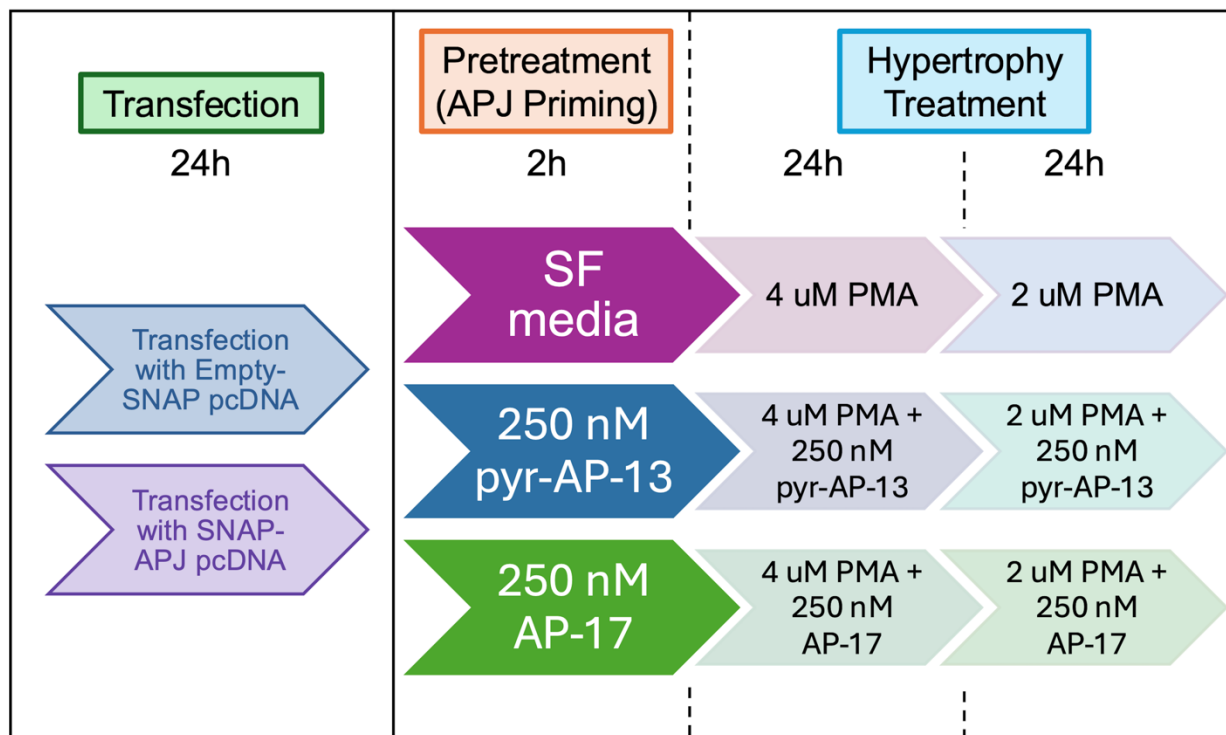 Transfection
24h
Transfection
with Empty-
SNAP pcDNA
Transfection
with SNAP-
APJ pcDNA
Pretreatment
(APJ Priming)
2h
Hypertrophy
Treatment
24h
24h
SF
media
4 uM PMA
2 uM PMA
250 nM
pyr-AP-13
4 uM PMA +
250 nM
pyr-AP-13
2 uM PMA +
250 nM
pyr-AP-13
250 nM
AP-17
4 uM PMA +
250 nM
AP-17
2 uM PMA +
250 nM
AP-17